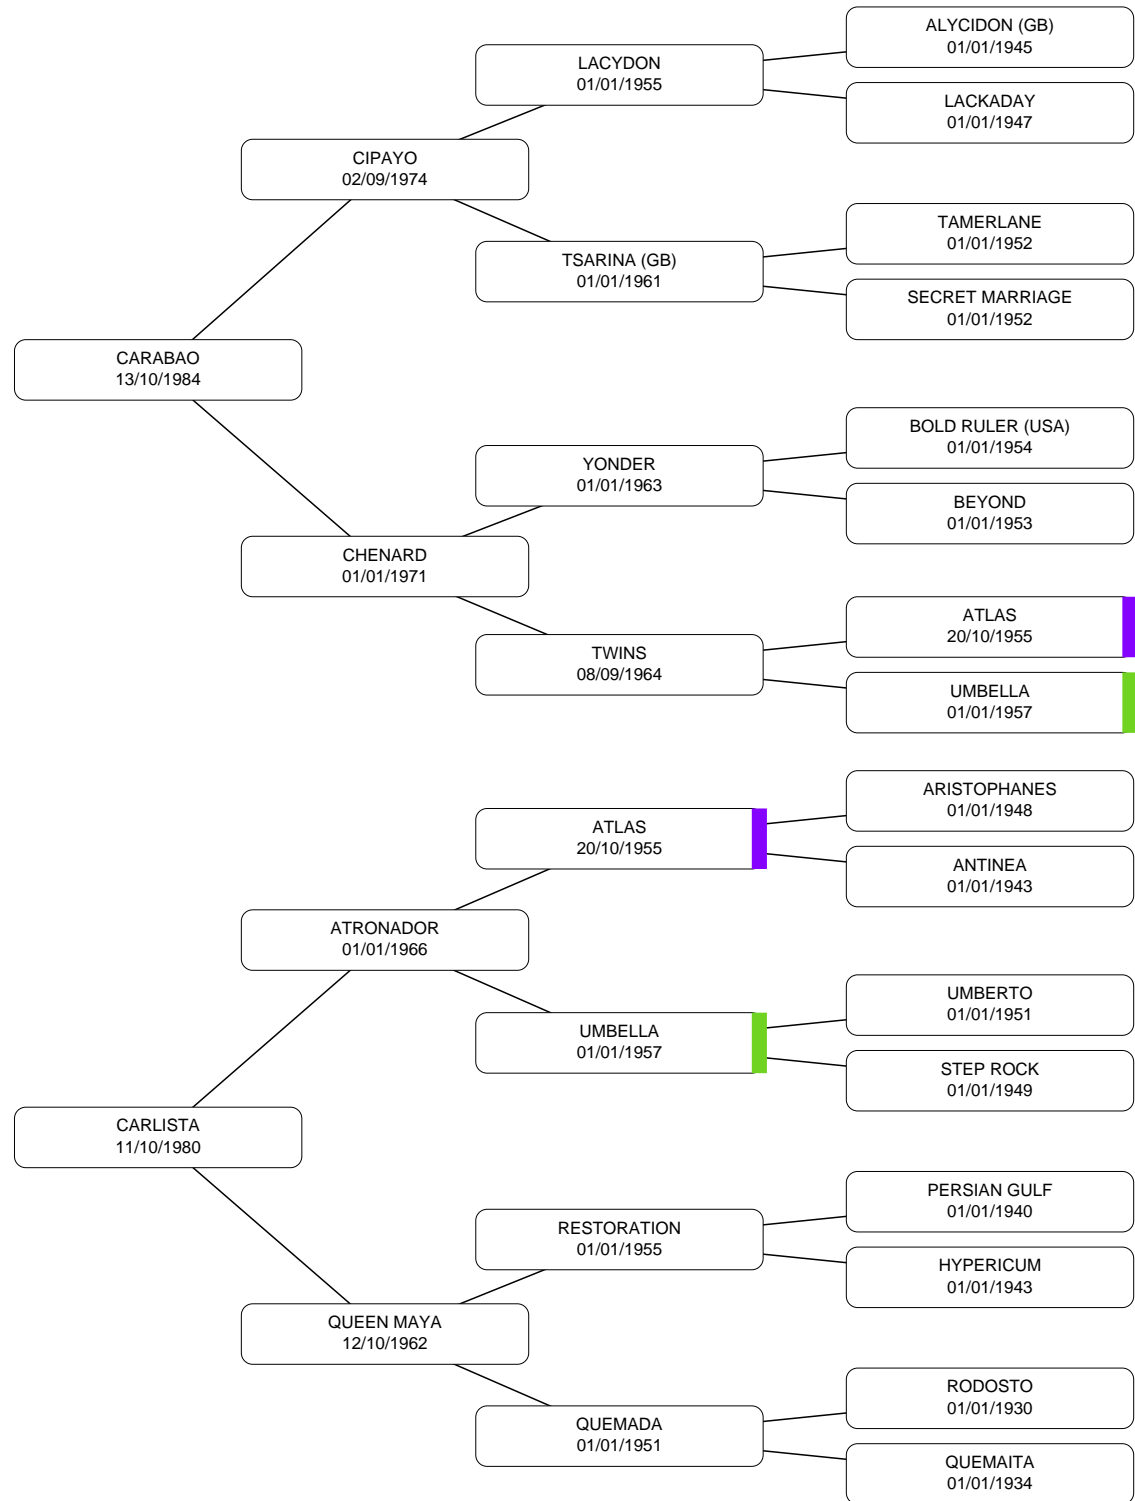 ALYCIDON (GB)
01/01/1945
LACYDON
01/01/1955
LACKADAY
01/01/1947
CIPAYO
02/09/1974
TAMERLANE
01/01/1952
TSARINA (GB)
01/01/1961
SECRET MARRIAGE
01/01/1952
CARABAO
13/10/1984
BOLD RULER (USA)
01/01/1954
YONDER
01/01/1963
BEYOND
01/01/1953
CHENARD
01/01/1971
ATLAS
20/10/1955
TWINS
08/09/1964
UMBELLA
01/01/1957
ARISTOPHANES
01/01/1948
ATLAS
20/10/1955
ANTINEA
01/01/1943
ATRONADOR
01/01/1966
UMBERTO
01/01/1951
UMBELLA
01/01/1957
STEP ROCK
01/01/1949
CARLISTA
11/10/1980
PERSIAN GULF
01/01/1940
RESTORATION
01/01/1955
HYPERICUM
01/01/1943
QUEEN MAYA
12/10/1962
RODOSTO
01/01/1930
QUEMADA
01/01/1951
QUEMAITA
01/01/1934